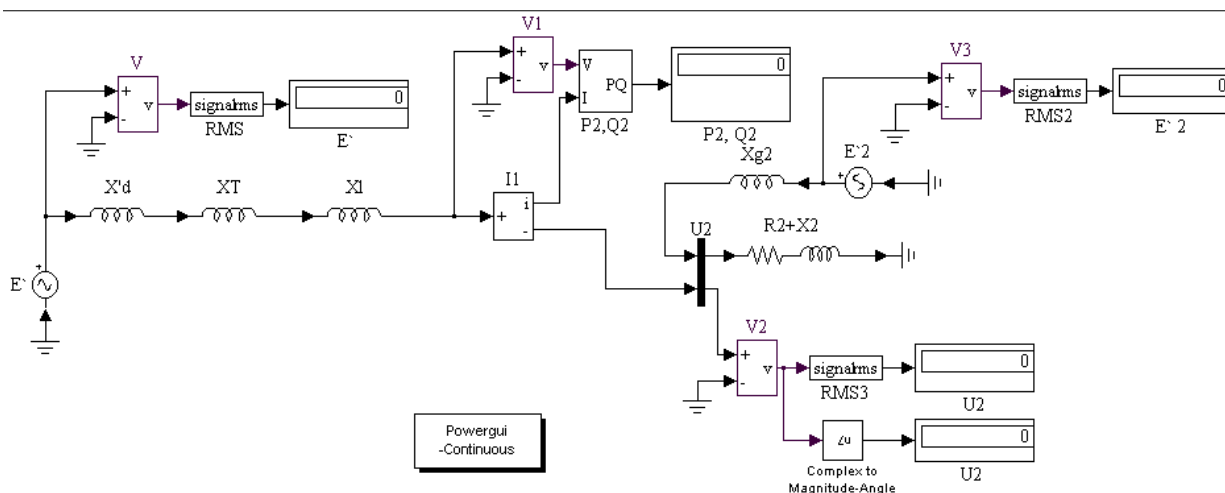 V
+
-
v
signalrms
RMS
0
E`
V1
+
-
v
V
I
PQ
P2,Q2
0
P2, Q2
V3
+
-
v
signalrms
RMS2
0
E` 2
X'd
XT
Xl
I1
+
i
-
Xg2
E`2
+
U2
R2+X2
E`
+
V2
+
-
v
signalrms
RMS3
0
U2
∠u
Complex to
Magnitude-Angle
0
U2
Powergui
-Continuous